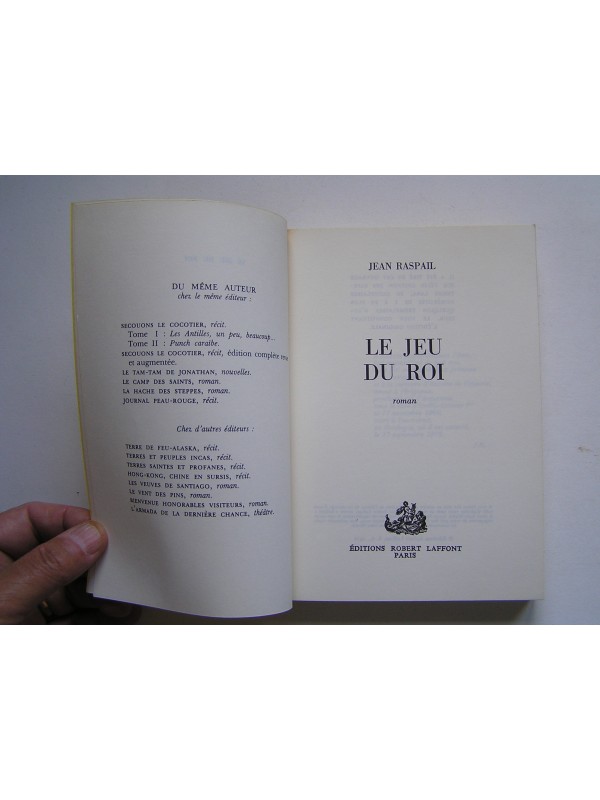 DU MÊME AUTEUR
chez le même éditeur :
SECOUONS LE COCOTIER, récit.
Tome I : Les Antilles, un peu, beaucoup...
Tome II : Punch caraïbe.
SECOUONS LE COCOTIER, récit, édition complète revue
et augmentée.
LE TAM-TAM DE JONATHAN, nouvelles.
LE CAMP DES SAINTS, roman.
LA HACHE DES STEPPES, roman.
JOURNAL PEAU-ROUGE, récit.
Chez d'autres éditeurs :
TERRE DE FEU-ALASKA, récit.
TERRES ET PEUPLES INCAS, récit.
TERRES SAINTES ET PROFANES, récit.
HONG-KONG, CHINE EN SURSIS, récit.
LES VEUVES DE SANTIAGO, roman.
LE VENT DES PINS, roman.
BIENVENUE HONORABLES VISITEURS, roman.
L'ARMADA DE LA DERNIÈRE CHANCE, théâtre.
JEAN RASPAIL
LE JEU
DU ROI
roman
ÉDITIONS ROBERT LAFFONT
PARIS